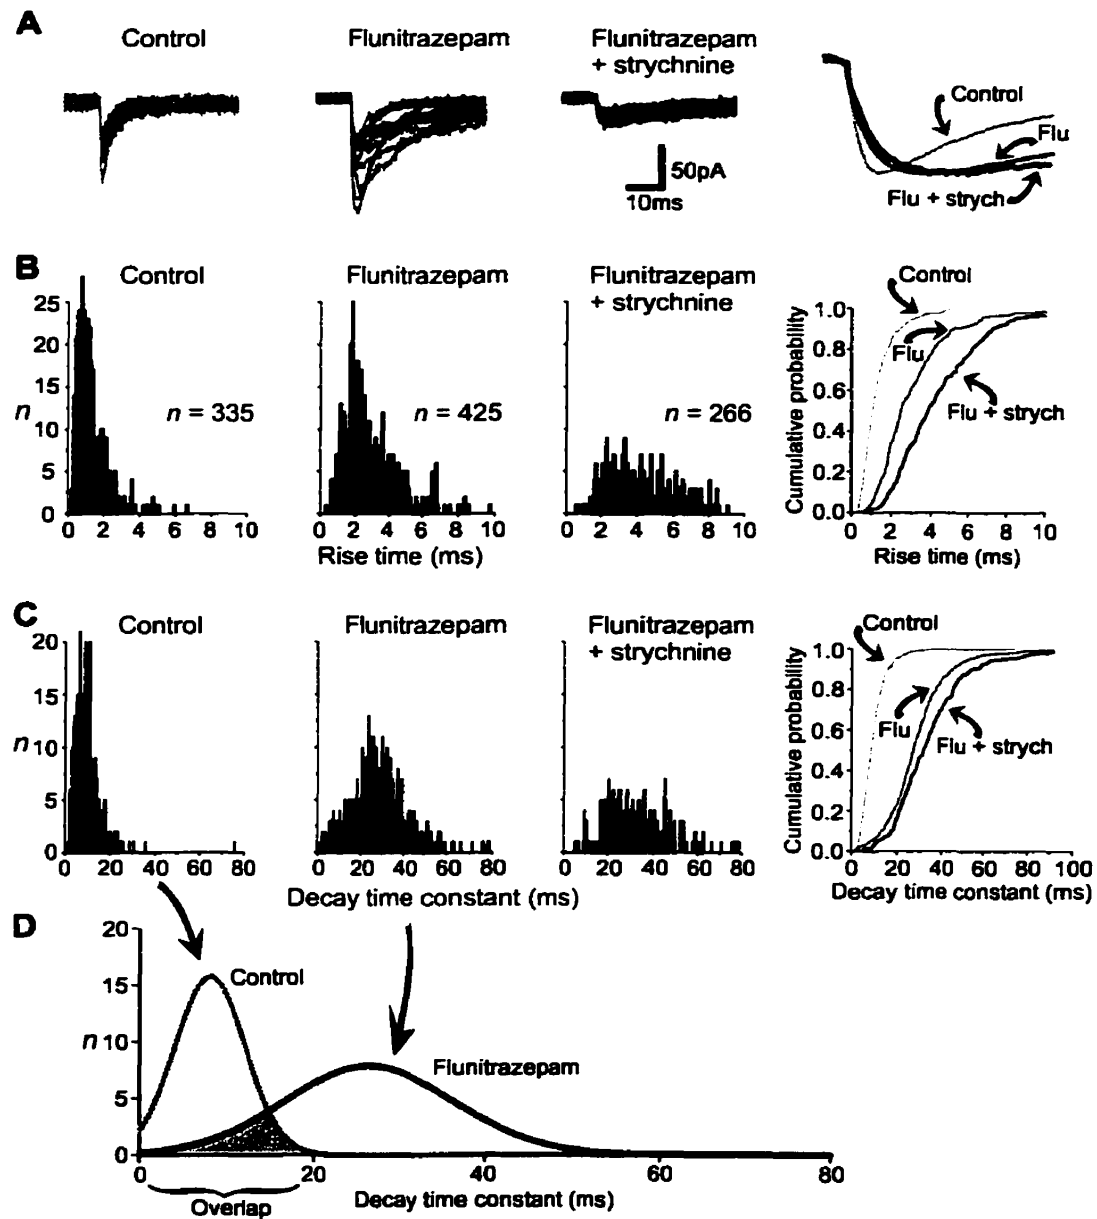 A
Control
Flunitrazepam
Flunitrazepam
+ strychnine
50pA
10ms
Control
Flu
Flu + strych
B
Control
Flunitrazepam
Flunitrazepam
+ strychnine
25
20
15
10
5
0
n
n = 335
n = 425
n = 266
0 2 4 6 8 10
0 2 4 6 8 10
0 2 4 6 8 10
Rise time (ms)
Control
Flu
Flu + strych
Cumulative probability
1.0
0.8
0.6
0.4
0.2
0.0
0 2 4 6 8 10
Rise time (ms)
C
Control
Flunitrazepam
Flunitrazepam
+ strychnine
20
15
n 10
5
0
0 20 40 60 80
0 20 40 60 80
0 20 40 60 80
Decay time constant (ms)
Control
Flu
Flu + strych
Cumulative probability
1.0
0.8
0.6
0.4
0.2
0.0
0 20 40 60 80 100
Decay time constant (ms)
D
20
15
n 10
5
0
Control
Flunitrazepam
0 20 40 60 80
Overlap
Decay time constant (ms)